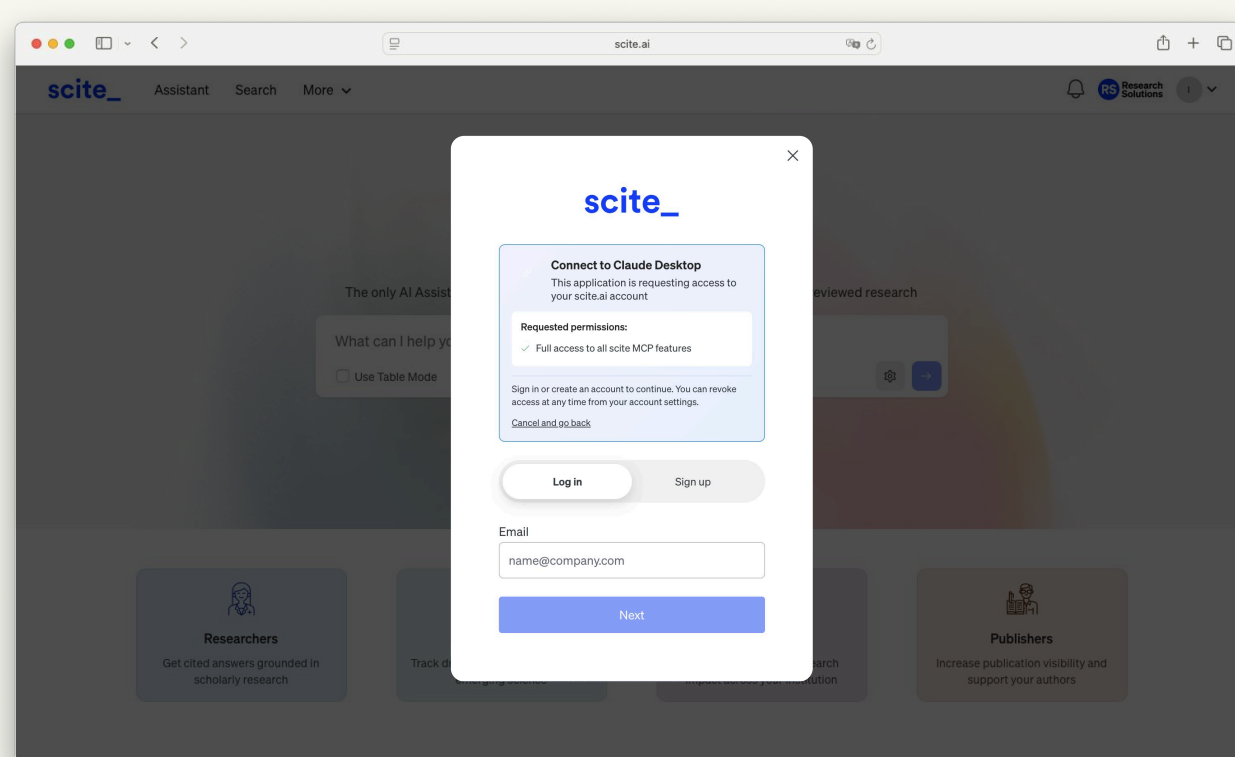 scite.ai
scite_
Assistant
Search
More
RS Research Solutions
I
scite_
Connect to Claude Desktop
This application is requesting access to
your scite.ai account
Requested permissions:
Full access to all scite MCP features
Sign in or create an account to continue. You can revoke
access at any time from your account settings.
Cancel and go back
Log in
Sign up
Email
name@company.com
Next
The only AI Assist
eviewed research
What can I help yo
Use Table Mode
Researchers
Get cited answers grounded in
scholarly research
Track d
earch
Publishers
Increase publication visibility and
support your authors